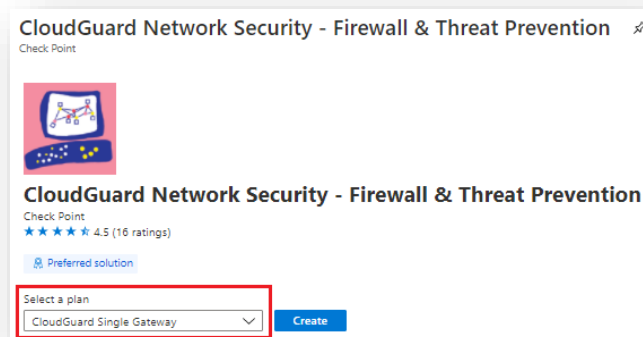 CloudGuard Network Security - Firewall & Threat Prevention
Check Point
CloudGuard Network Security - Firewall & Threat Prevention
Check Point
4.5 (16 ratings)
Preferred solution
Select a plan
CloudGuard Single Gateway
Create